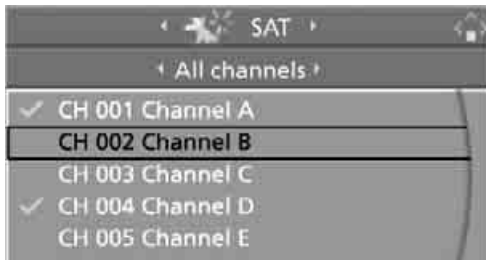 SAT
All channels
CH 001 Channel A
CH 002 Channel B
CH 003 Channel C
CH 004 Channel D
CH 005 Channel E